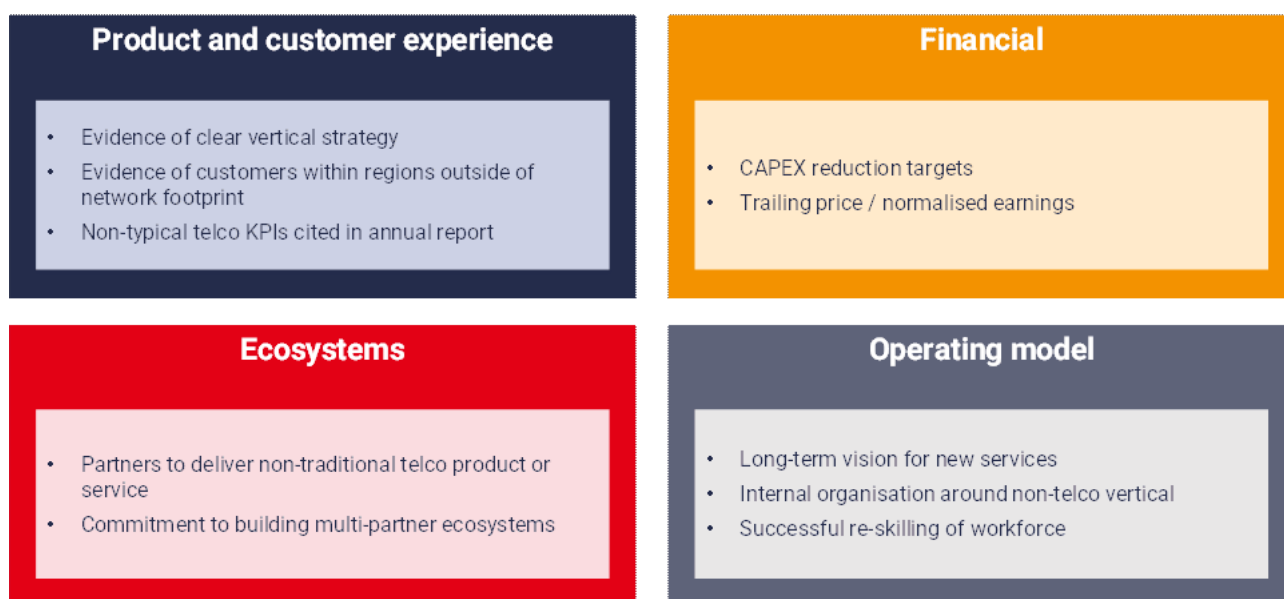 Product and customer experience
• Evidence of clear vertical strategy
• Evidence of customers within regions outside of
network footprint
• Non-typical telco KPIs cited in annual report
Financial
• CAPEX reduction targets
• Trailing price / normalised earnings
Ecosystems
• Partners to deliver non-traditional telco product or
service
• Commitment to building multi-partner ecosystems
Operating model
• Long-term vision for new services
• Internal organisation around non-telco vertical
• Successful re-skilling of workforce